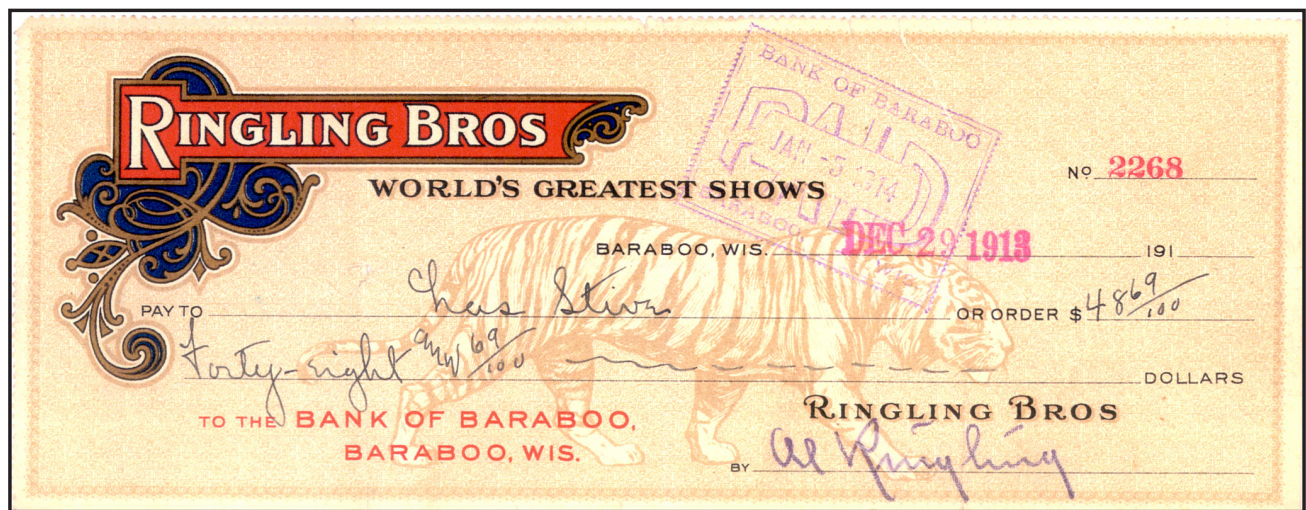 RINGLING BROS
WORLD'S GREATEST SHOWS
BANK OF BARABOO
PAID
JAN -5 1914
BARABOO
No 2268
BARABOO, WIS. DEC 29 1913 191
PAY TO Chas Stive OR ORDER $ 48 69/100
Forty-eight and 69/100 DOLLARS
TO THE BANK OF BARABOO,
BARABOO, WIS.
RINGLING BROS
BY Al Ringling